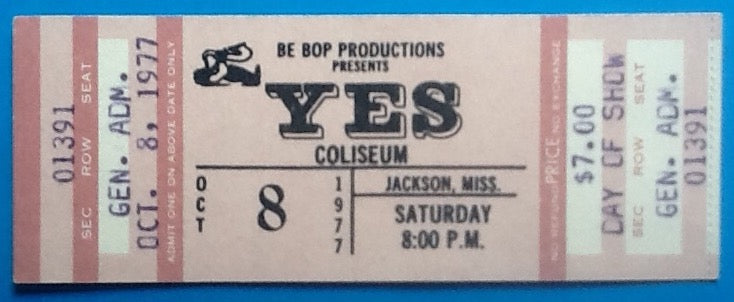 SEC ROW SEAT
01391
GEN. ADM.
OCT. 8, 1977
ADMIT ONE ON ABOVE DATE ONLY
BE BOP PRODUCTIONS
PRESENTS
YES
COLISEUM
OCT 8 1977
JACKSON, MISS.
SATURDAY
8:00 P.M.
NO REFUND PRICE NO EXCHANGE
$7.00
DAY OF SHOW
SEC ROW SEAT
GEN. ADM.
01391